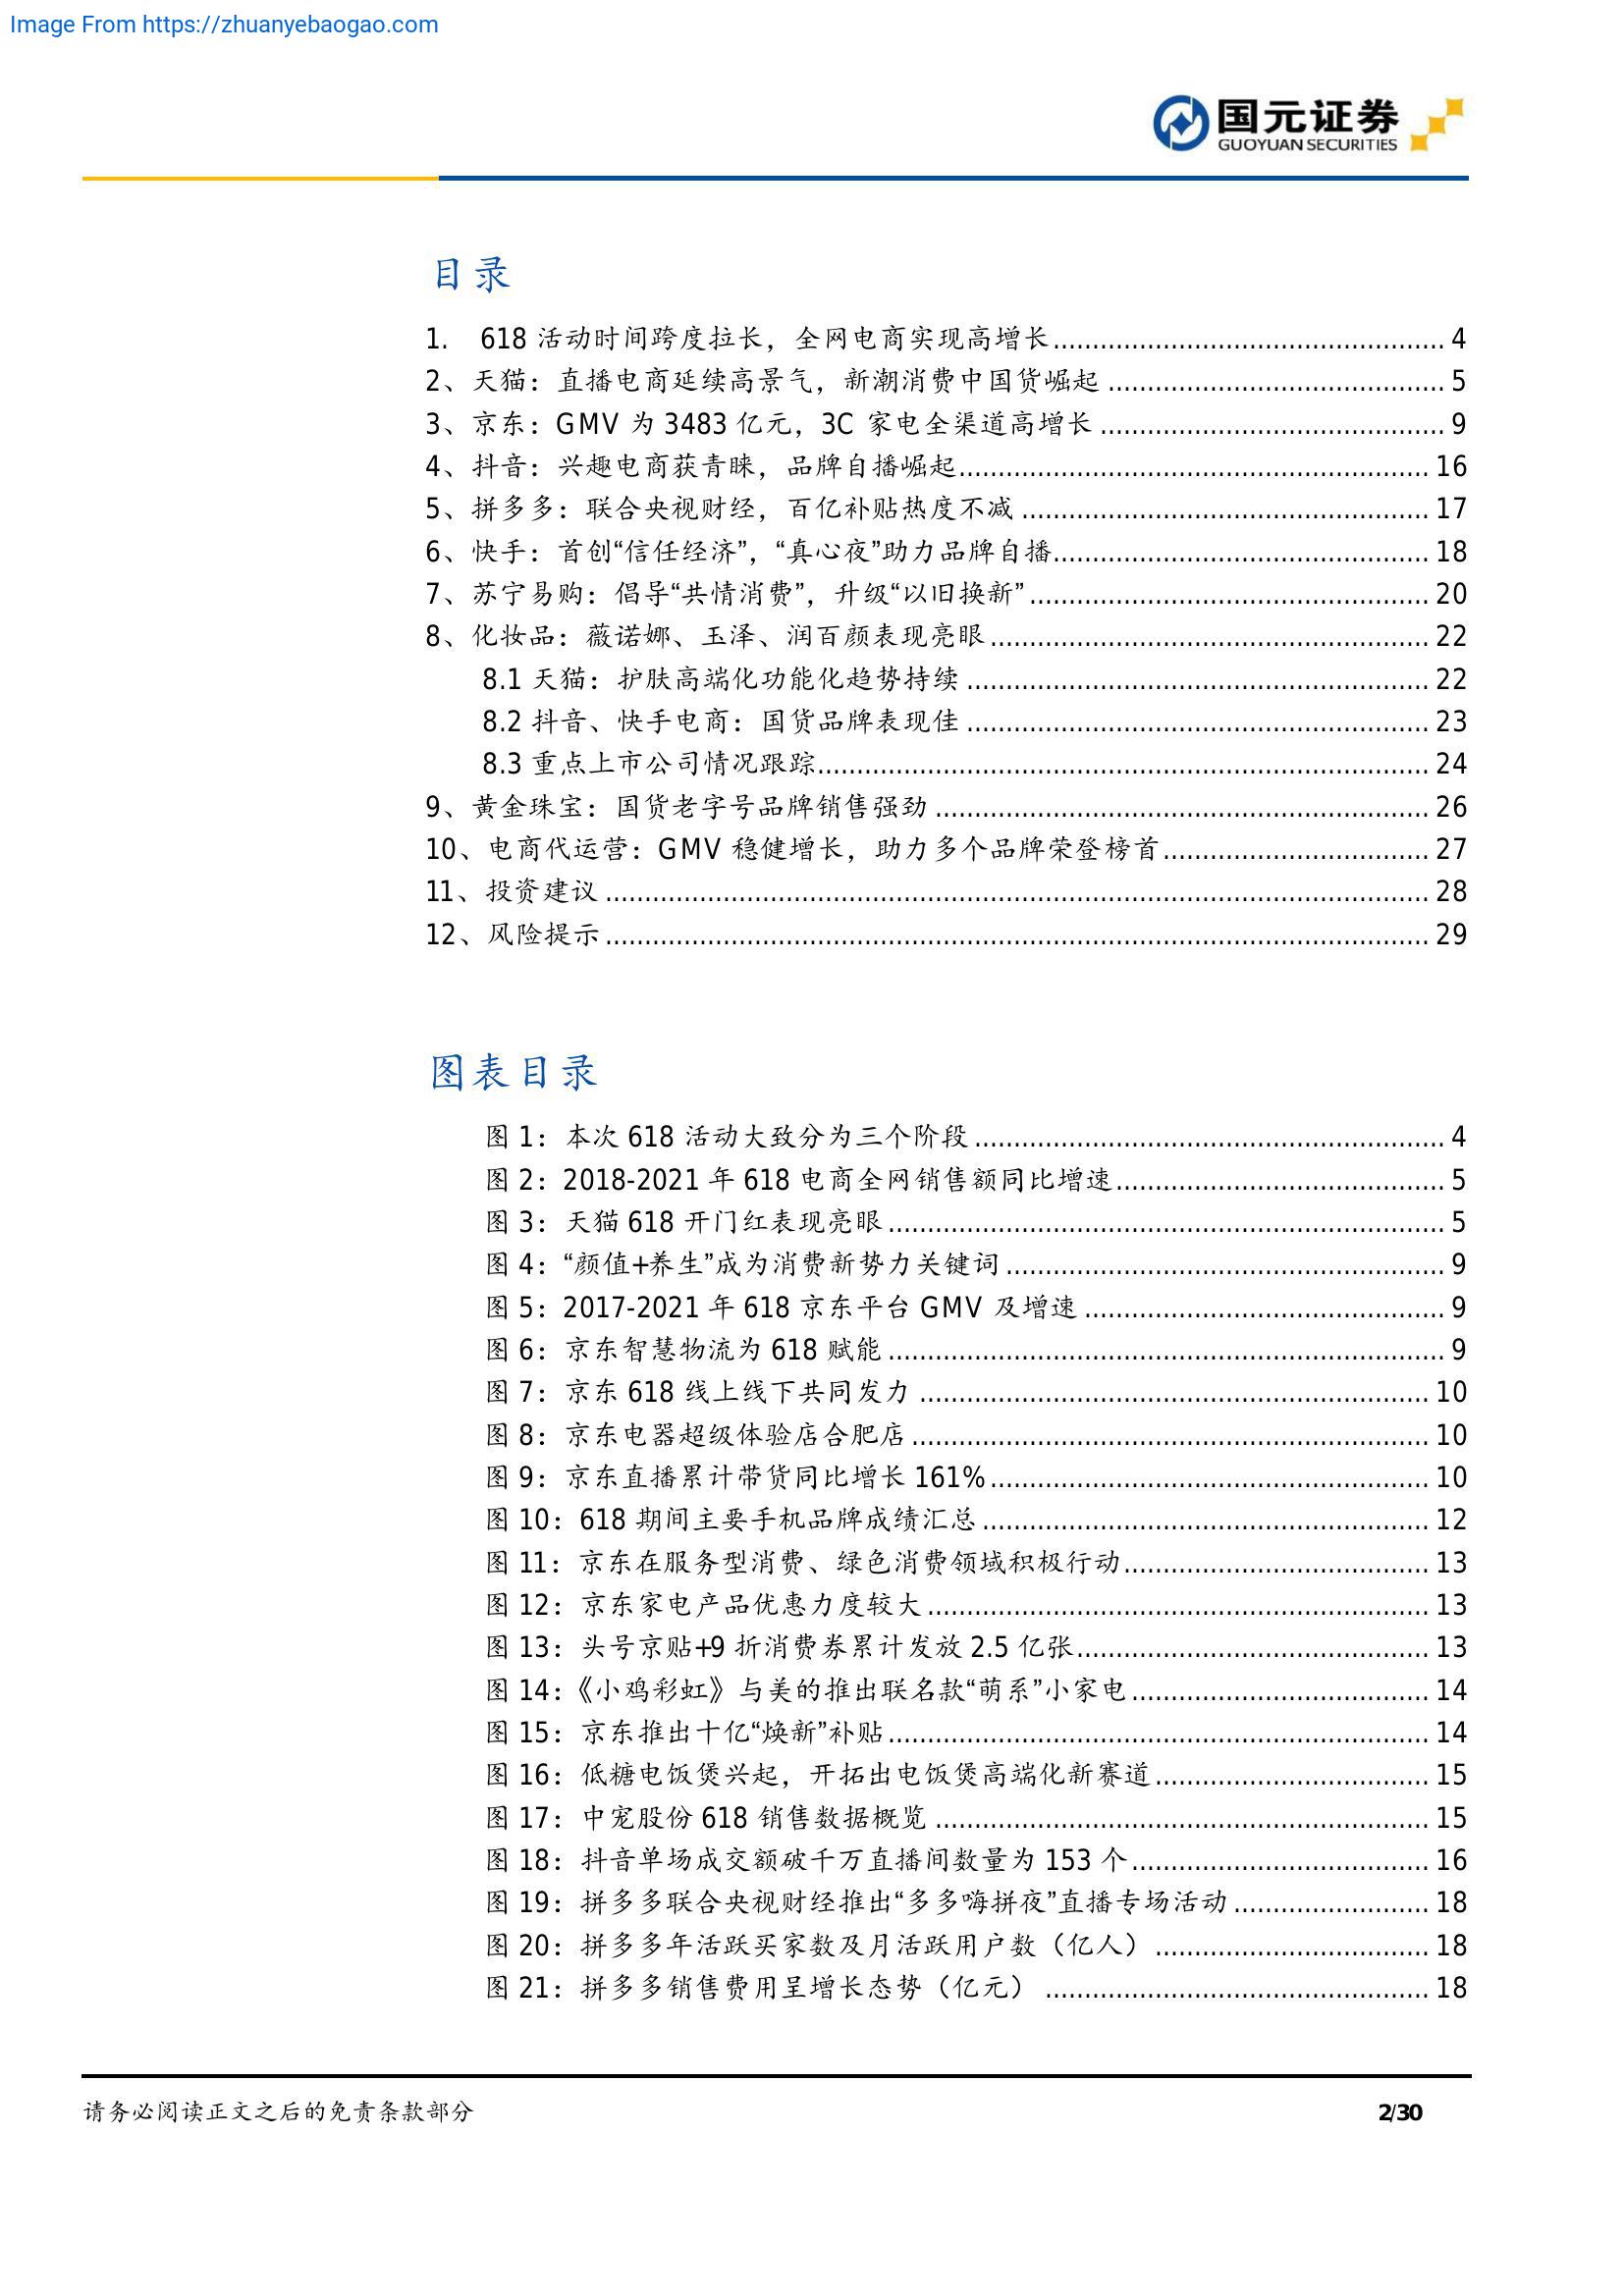 Image From https://zhuanyebaogao.com
国元证券
GUOYUAN SECURITIES
目录
1. 618 活动时间跨度拉长，全网电商实现高增长 4
2、天猫：直播电商延续高景气，新潮消费中国货崛起 5
3、京东：GMV 为 3483 亿元，3C 家电全渠道高增长 9
4、抖音：兴趣电商获青睐，品牌自播崛起 16
5、拼多多：联合央视财经，百亿补贴热度不减 17
6、快手：首创“信任经济”，“真心夜”助力品牌自播 18
7、苏宁易购：倡导“共情消费”，升级“以旧换新” 20
8、化妆品：薇诺娜、玉泽、润百颜表现亮眼 22
8.1 天猫：护肤高端化功能化趋势持续 22
8.2 抖音、快手电商：国货品牌表现佳 23
8.3 重点上市公司情况跟踪 24
9、黄金珠宝：国货老字号品牌销售强劲 26
10、电商代运营：GMV 稳健增长，助力多个品牌荣登榜首 27
11、投资建议 28
12、风险提示 29
图表目录
图 1：本次 618 活动大致分为三个阶段 4
图 2：2018-2021 年 618 电商全网销售额同比增速 5
图 3：天猫 618 开门红表现亮眼 5
图 4：“颜值+养生”成为消费新势力关键词 9
图 5：2017-2021 年 618 京东平台 GMV 及增速 9
图 6：京东智慧物流为 618 赋能 9
图 7：京东 618 线上线下共同发力 10
图 8：京东电器超级体验店合肥店 10
图 9：京东直播累计带货同比增长 161% 10
图 10：618 期间主要手机品牌成绩汇总 12
图 11：京东在服务型消费、绿色消费领域积极行动 13
图 12：京东家电产品优惠力度较大 13
图 13：头号京贴+9 折消费券累计发放 2.5 亿张 13
图 14：《小鸡彩虹》与美的推出联名款“萌系”小家电 14
图 15：京东推出十亿“焕新”补贴 14
图 16：低糖电饭煲兴起，开拓出电饭煲高端化新赛道 15
图 17：中宠股份 618 销售数据概览 15
图 18：抖音单场成交额破千万直播间数量为 153 个 16
图 19：拼多多联合央视财经推出“多多嗨拼夜”直播专场活动 18
图 20：拼多多年活跃买家数及月活跃用户数（亿人） 18
图 21：拼多多销售费用呈增长态势（亿元） 18
请务必阅读正文之后的免责条款部分
2/30